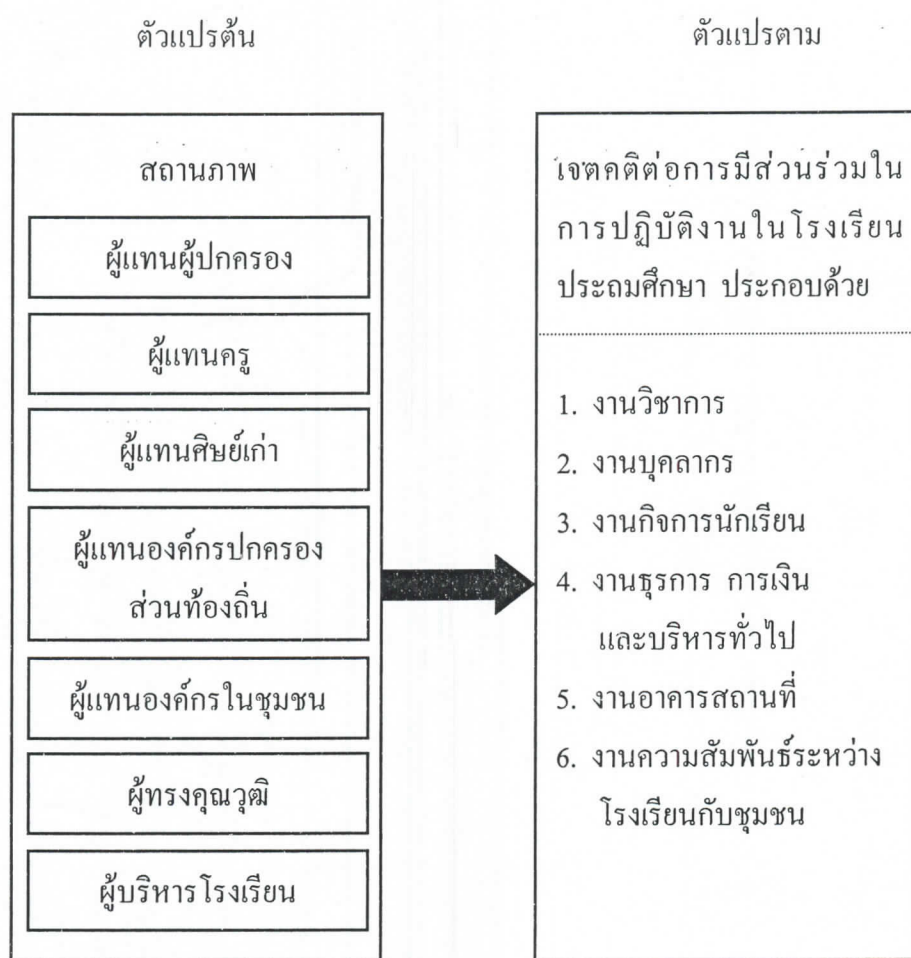 ตัวแปรต้น
ตัวแปรตาม
สถานภาพ
ผู้แทนผู้ปกครอง
ผู้แทนครู
ผู้แทนศิษย์เก่า
ผู้แทนองค์กรปกครอง
ส่วนท้องถิ่น
ผู้แทนองค์กรในชุมชน
ผู้ทรงคุณวุฒิ
ผู้บริหารโรงเรียน
เจตคติต่อการมีส่วนร่วมใน
การปฏิบัติงานในโรงเรียน
ประถมศึกษา ประกอบด้วย
1. งานวิชาการ
2. งานบุคลากร
3. งานกิจการนักเรียน
4. งานธุรการ การเงิน
และบริหารทั่วไป
5. งานอาคารสถานที่
6. งานความสัมพันธ์ระหว่าง
โรงเรียนกับชุมชน